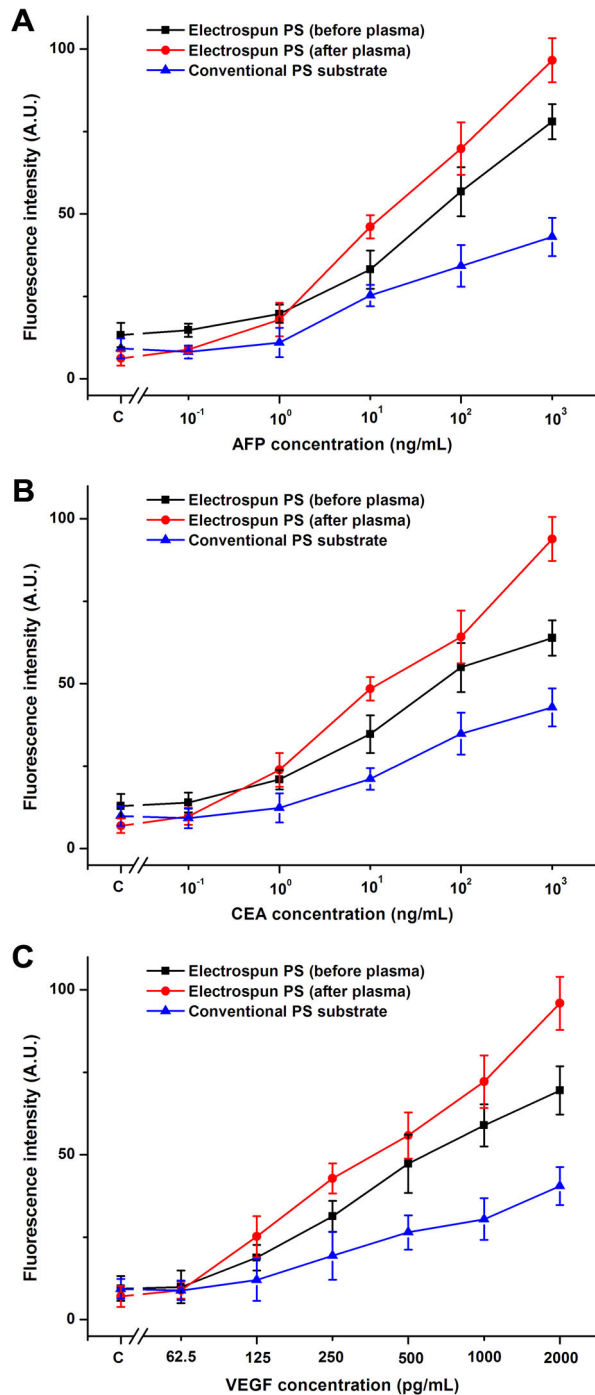 A
Electrospun PS (before plasma)
Electrospun PS (after plasma)
Conventional PS substrate
Fluorescence intensity (A.U.)
100
50
0
C 10⁻¹ 10⁰ 10¹ 10² 10³
AFP concentration (ng/mL)
B
Electrospun PS (before plasma)
Electrospun PS (after plasma)
Conventional PS substrate
Fluorescence intensity (A.U.)
100
50
0
C 10⁻¹ 10⁰ 10¹ 10² 10³
CEA concentration (ng/mL)
C
Electrospun PS (before plasma)
Electrospun PS (after plasma)
Conventional PS substrate
Fluorescence intensity (A.U.)
100
50
0
C 62.5 125 250 500 1000 2000
VEGF concentration (pg/mL)